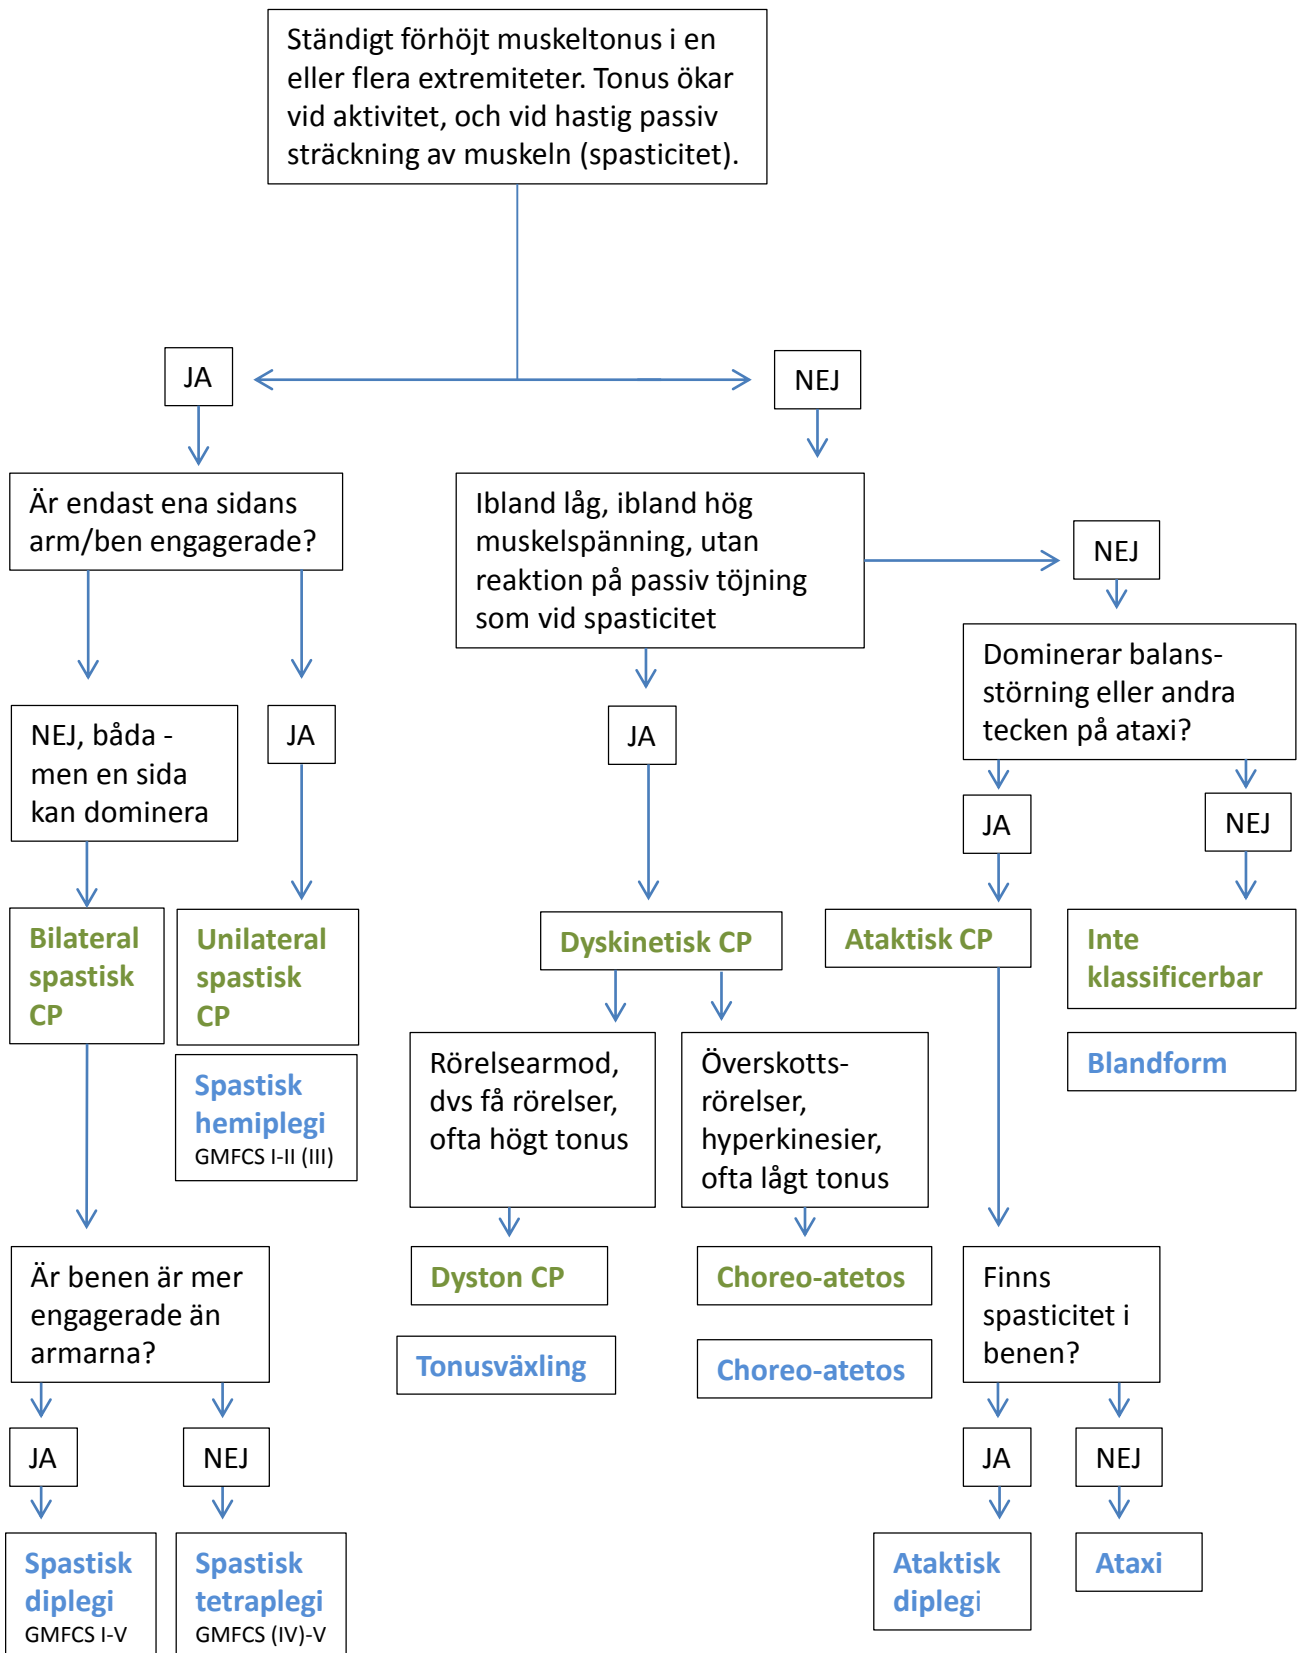 Ständigt förhöjt muskeltonus i en
eller flera extremiteter. Tonus ökar
vid aktivitet, och vid hastig passiv
sträckning av muskeln (spasticitet).
JA
NEJ
Är endast ena sidans
arm/ben engagerade?
Ibland låg, ibland hög
muskelspänning, utan
reaktion på passiv töjning
som vid spasticitet
NEJ
Dominerar balans-
störning eller andra
tecken på ataxi?
NEJ, båda -
men en sida
kan dominera
JA
JA
JA
NEJ
Bilateral
spastisk
CP
Unilateral
spastisk
CP
Dyskinetisk CP
Ataktisk CP
Inte
klassificerbar
Spastisk
hemiplegi
GMFCS I-II (III)
Rörelsearmod,
dvs få rörelser,
ofta högt tonus
Överskotts-
rörelser,
hyperkinesier,
ofta lågt tonus
Blandform
Är benen är mer
engagerade än
armarna?
Dyston CP
Choreo-atetos
Finns
spasticitet i
benen?
Tonusväxling
Choreo-atetos
JA
NEJ
JA
NEJ
Spastisk
diplegi
GMFCS I-V
Spastisk
tetraplegi
GMFCS (IV)-V
Ataktisk
diplegi
Ataxi